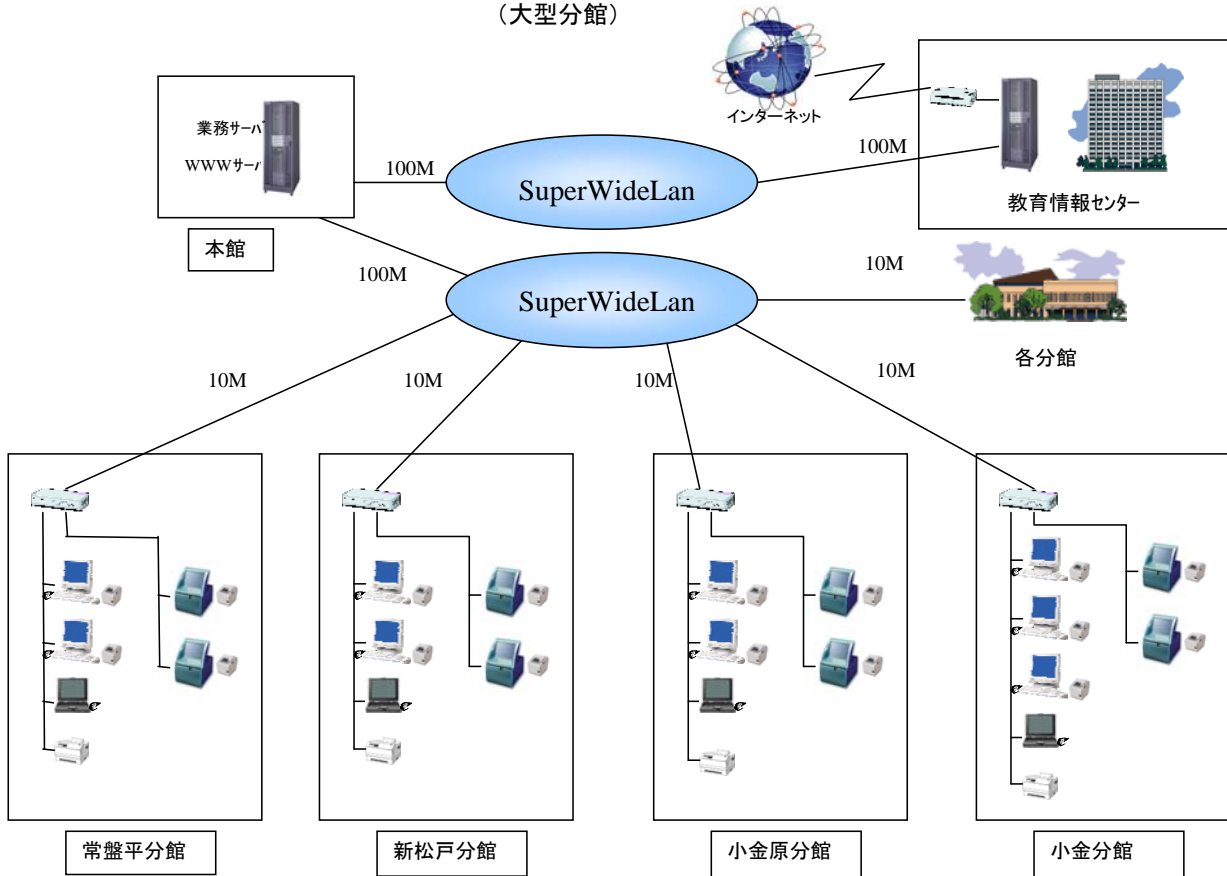 （大型分館）
インターネット
業務サーバ
WWWサーバ
100M
SuperWideLan
100M
教育情報センター
本館
100M
SuperWideLan
10M
各分館
10M
10M
10M
10M
常盤平分館
新松戸分館
小金原分館
小金分館